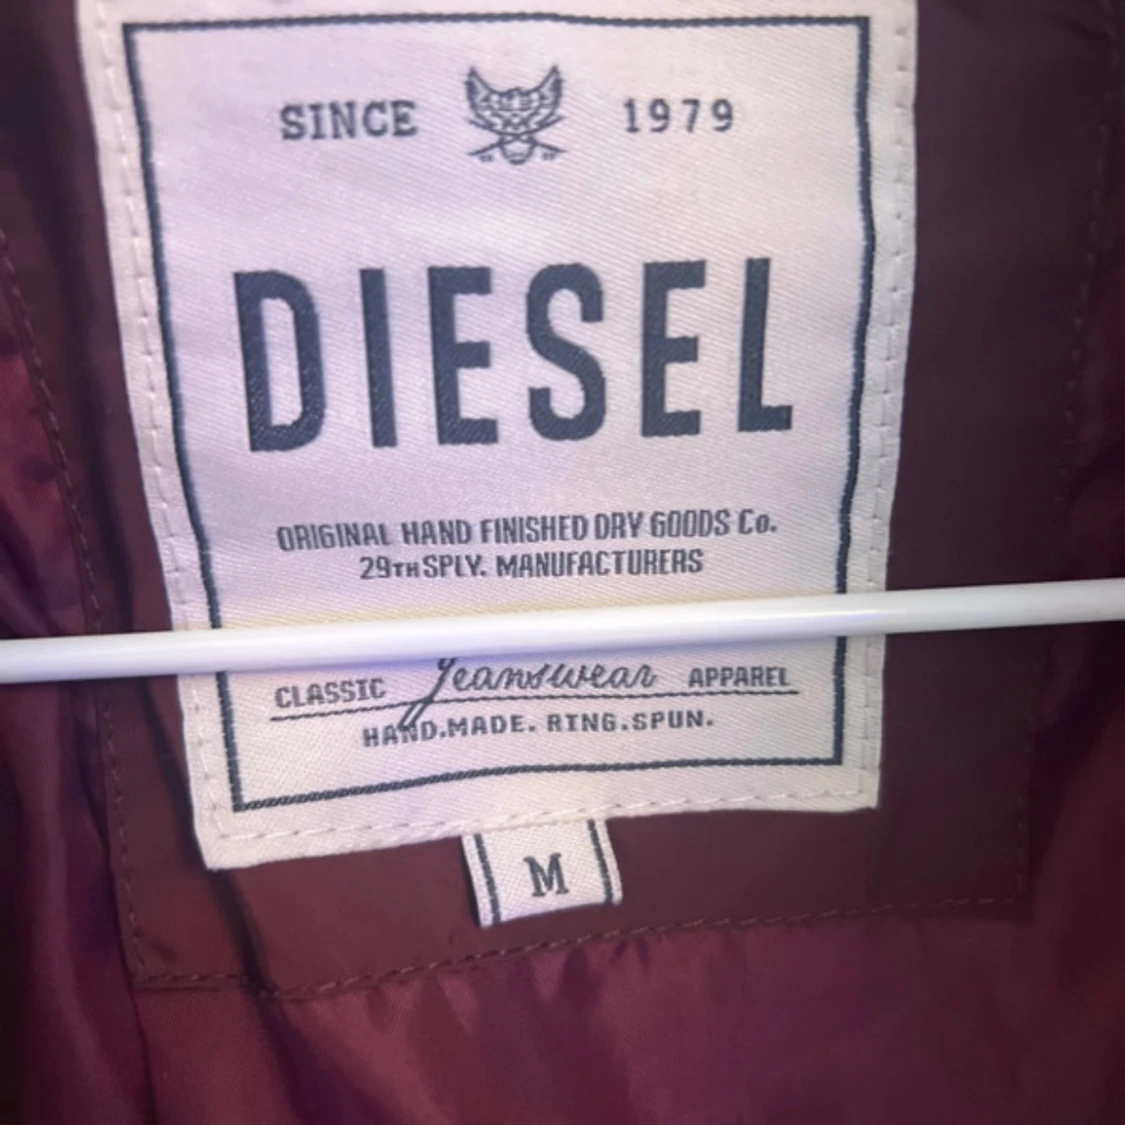 SINCE 1979
DIESEL
ORIGINAL HAND FINISHED DRY GOODS Co.
29TH SPLY. MANUFACTURERS
CLASSIC Jeanswear APPAREL
HAND.MADE. RING.SPUN.
M